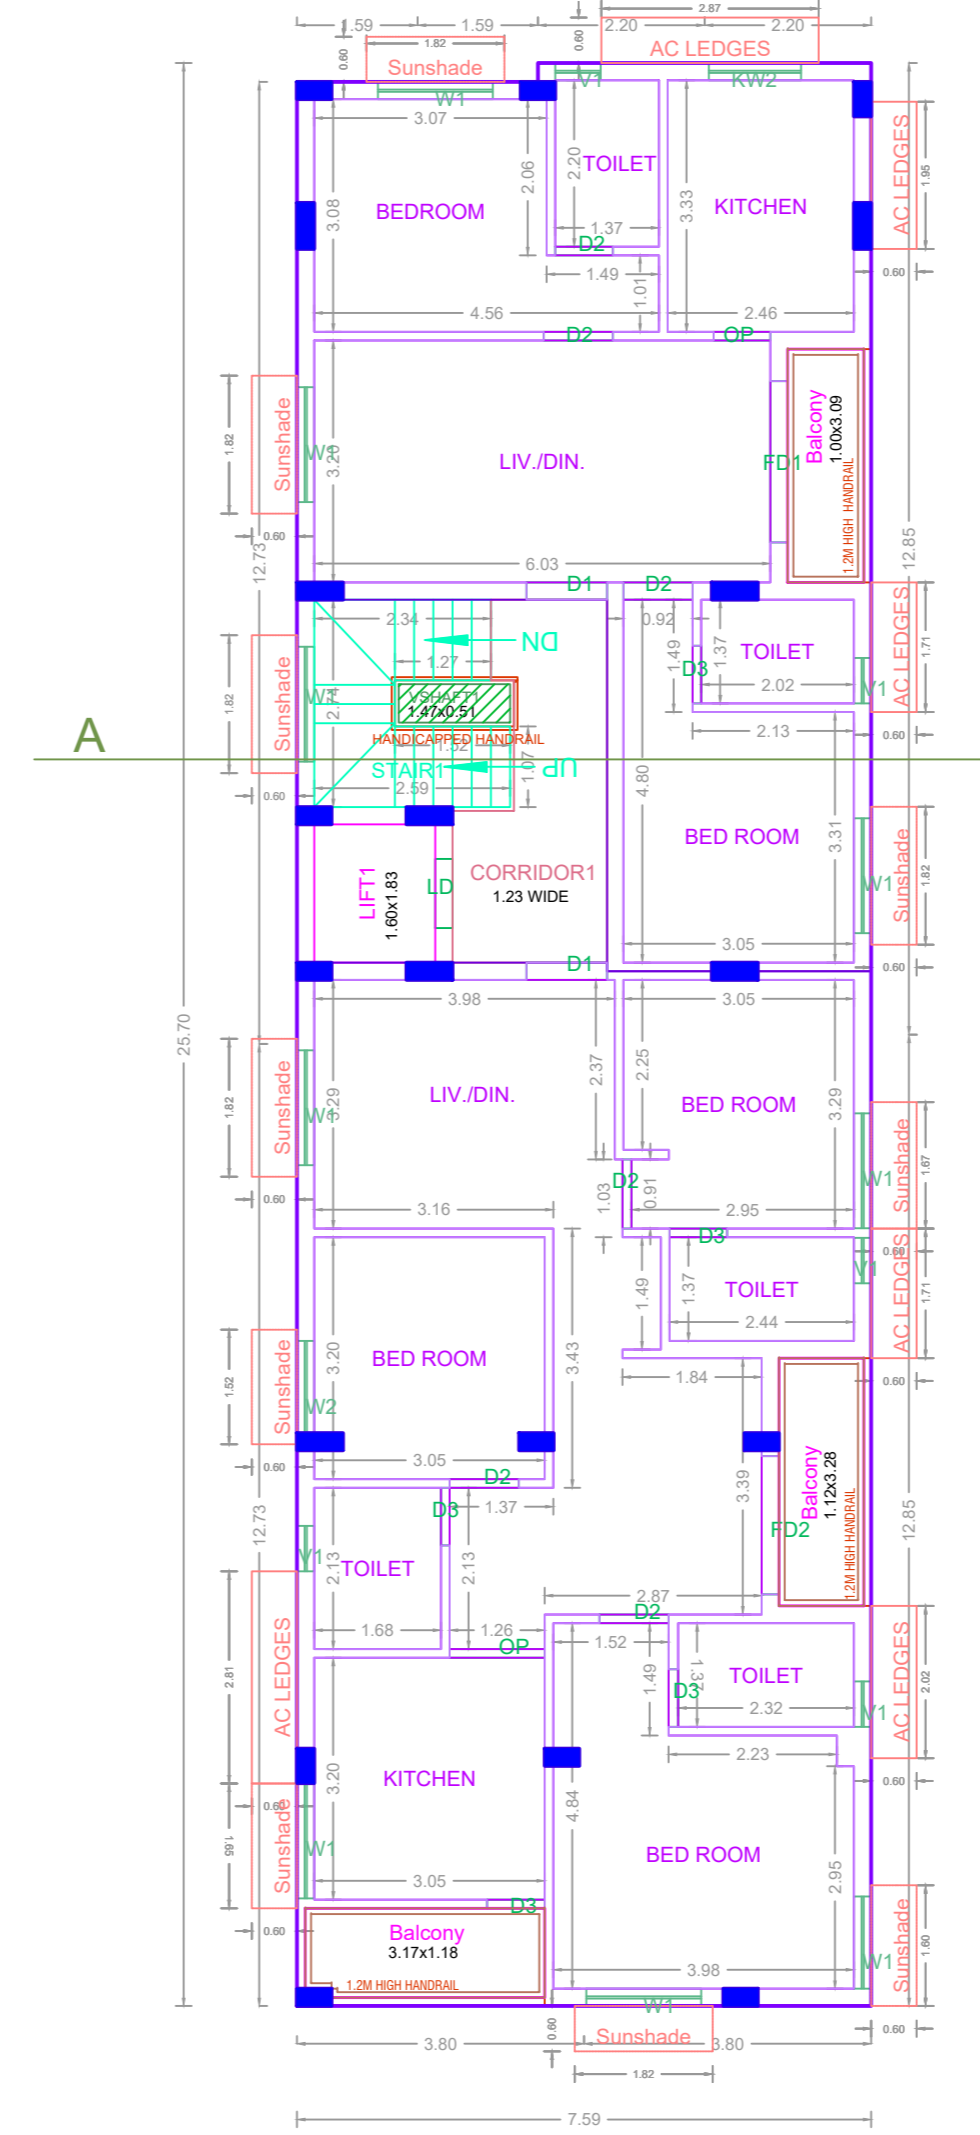 2.87
1.59
1.59
2.20
2.20
0.60
1.82
0.60
AC LEDGES
Sunshade
W1
V1
KW2
3.07
2.20
TOILET
2.06
3.08
BEDROOM
3.33
KITCHEN
AC LEDGES
1.95
1.37
D2
1.49
1.01
0.60
4.56
2.46
D2
OP
1.82
Sunshade
3.20
LIV./DIN.
FD1
Balcony
1.00x3.09
1.2M HIGH HANDRAIL
0.60
12.73
12.85
6.03
D1
D2
2.34
0.92
1.49
1.37
TOILET
AC LEDGES
1.71
DN
1.27
D3
2.02
V1
1.82
Sunshade
W1
2.74
VSHAFT1
1.47x0.51
2.13
0.60
HANDICAPPED HANDRAIL
1.52
1.07
A
STAIR1
UP
2.59
4.80
0.60
BED ROOM
3.31
Sunshade
1.82
LIFT1
1.60x1.83
LD
CORRIDOR1
1.23 WIDE
W1
3.05
D1
0.60
3.98
3.05
25.70
2.37
2.25
1.82
Sunshade
W1
3.29
LIV./DIN.
BED ROOM
3.29
Sunshade
1.67
D2
W1
1.03
0.91
0.60
3.16
2.95
D3
0.60
V1
1.49
1.37
TOILET
AC LEDGES
1.71
2.44
1.52
Sunshade
3.20
BED ROOM
3.43
1.84
0.60
W2
3.05
0.60
D2
3.39
Balcony
1.12x3.28
1.2M HIGH HANDRAIL
D3
1.37
FD2
12.73
12.85
V1
2.13
TOILET
2.13
2.87
D2
1.68
1.26
OP
1.52
2.81
AC LEDGES
1.49
1.37
TOILET
D3
2.32
V1
AC LEDGES
2.02
2.23
3.20
KITCHEN
0.60
0.60
4.84
1.65
Sunshade
W1
BED ROOM
2.95
3.05
D3
0.60
Balcony
3.17x1.18
1.2M HIGH HANDRAIL
3.98
W1
Sunshade
1.60
W1
0.60
Sunshade
0.60
3.80
3.80
1.82
7.59